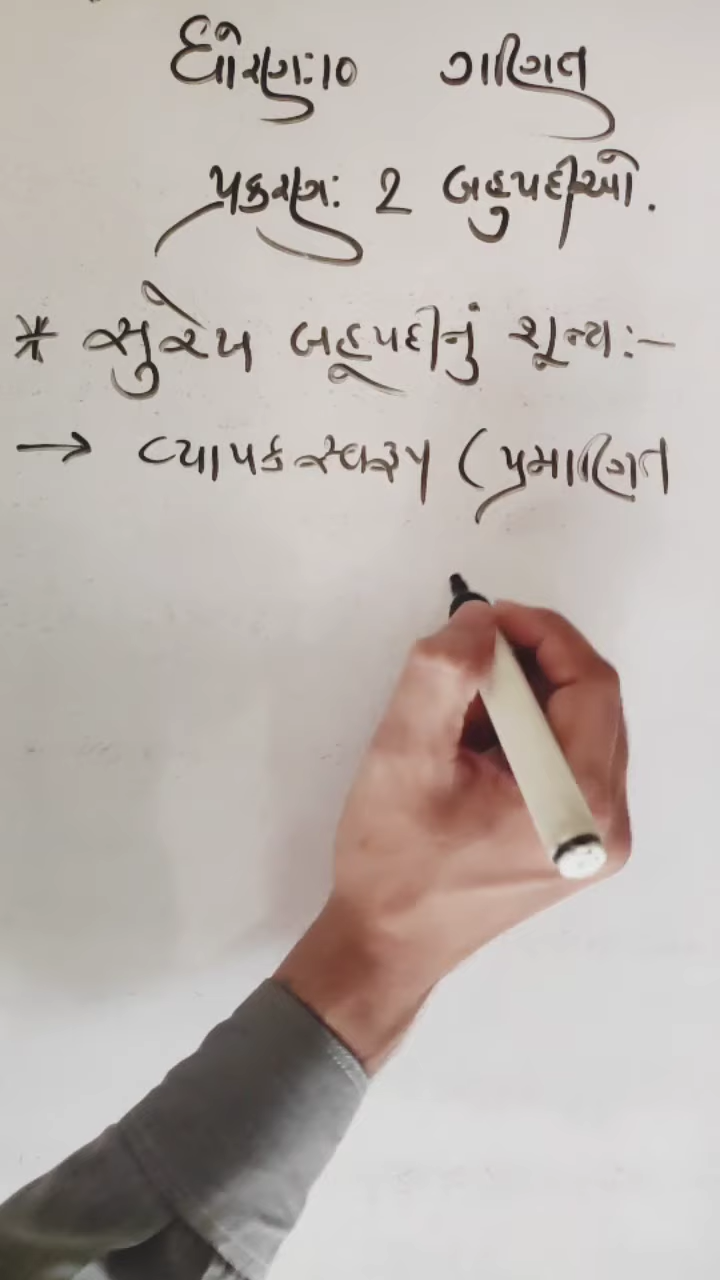 ધોરણ:10 ગણિત
પ્રકરણ: 2 બહુપદીઓ.
* સુરેખ બહુપદીનું શૂન્ય:-
→ વ્યાપક સ્વરૂપ (પ્રમાણિત